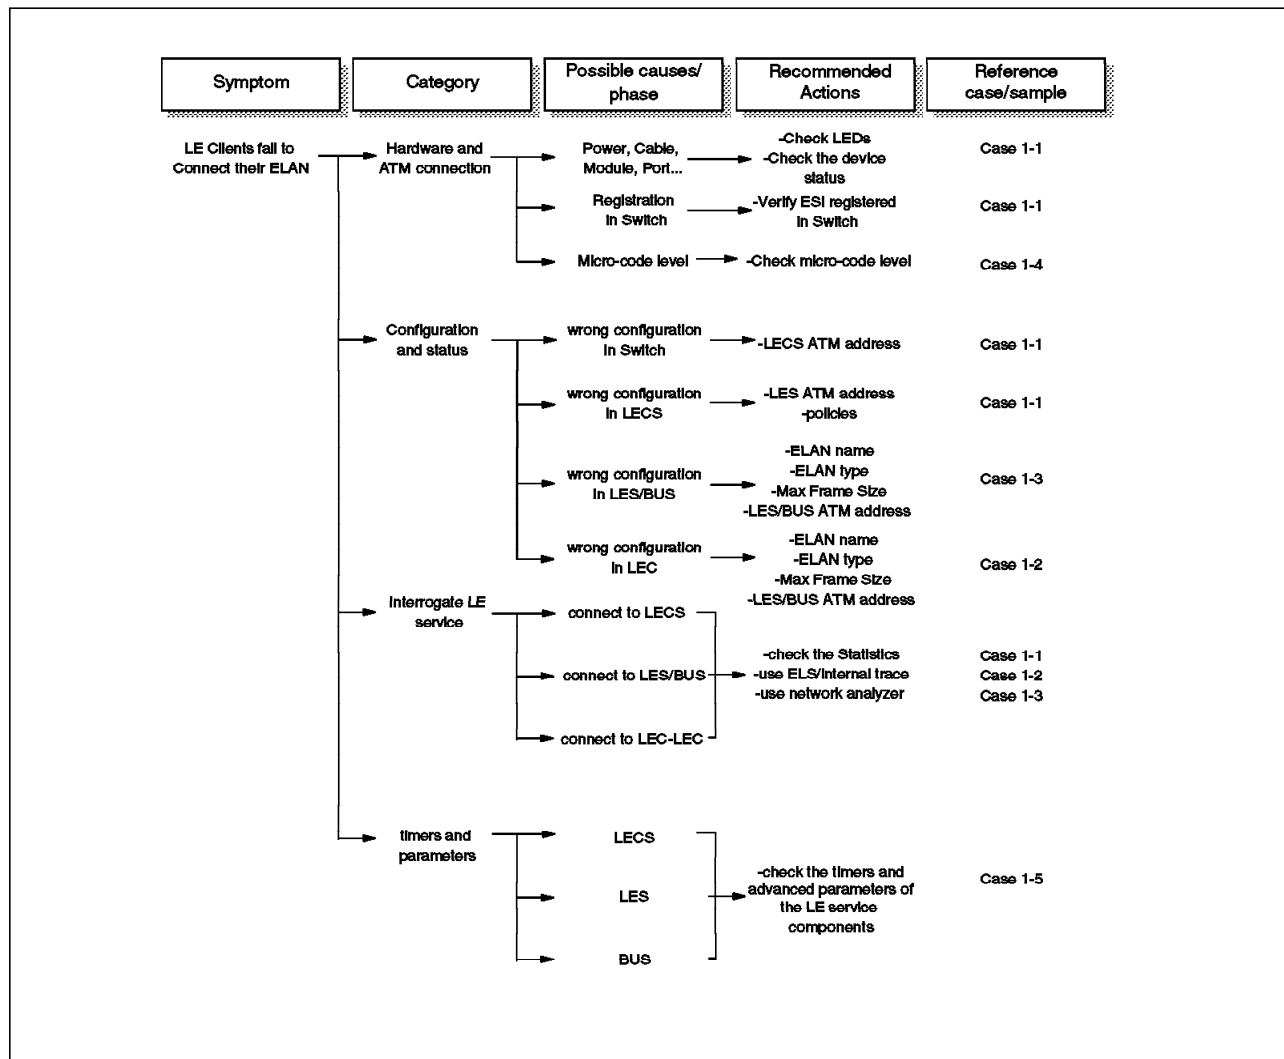 Symptom
Category
Possible causes/
phase
Recommended
Actions
Reference
case/sample
LE Clients fail to
Connect their ELAN
Hardware and
ATM connection
Power, Cable,
Module, Port...
-Check LEDs
-Check the device
status
Case 1-1
Registration
in Switch
-Verify ESI registered
in Switch
Case 1-1
Micro-code level
-Check micro-code level
Case 1-4
Configuration
and status
wrong configuration
in Switch
-LECS ATM address
Case 1-1
wrong configuration
in LECS
-LES ATM address
-policies
Case 1-1
wrong configuration
in LES/BUS
-ELAN name
-ELAN type
-Max Frame Size
-LES/BUS ATM address
Case 1-3
wrong configuration
in LEC
-ELAN name
-ELAN type
-Max Frame Size
-LES/BUS ATM address
Case 1-2
Interrogate LE
service
connect to LECS
connect to LES/BUS
connect to LEC-LEC
-check the Statistics
-use ELS/internal trace
-use network analyzer
Case 1-1
Case 1-2
Case 1-3
timers and
parameters
LECS
LES
BUS
-check the timers and
advanced parameters of
the LE service
components
Case 1-5